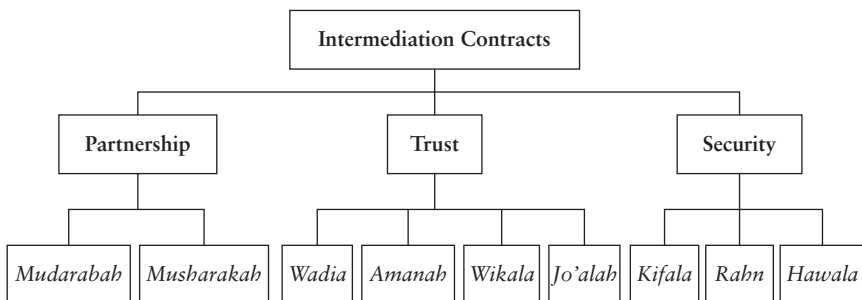 Intermediation Contracts
Partnership
Trust
Security
Mudarabah
Musharakah
Wadia
Amanah
Wikala
Jo'alah
Kifala
Rahn
Hawala